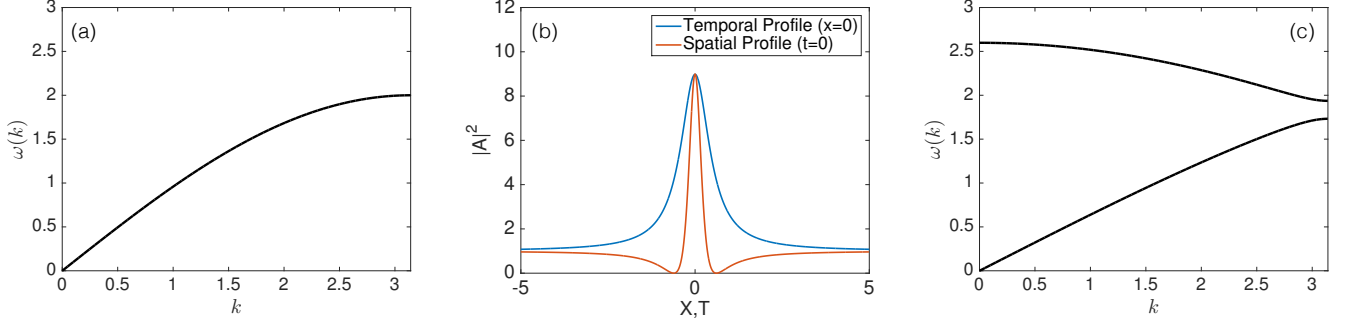 (a)
3
2.5
2
1.5
1
0.5
0
0 0.5 1 1.5 2 2.5 3
k
ω(k)
(b)
Temporal Profile (x=0)
Spatial Profile (t=0)
12
10
8
6
4
2
0
-5 0 5
X,T
|A|²
(c)
3
2.5
2
1.5
1
0.5
0
0 0.5 1 1.5 2 2.5 3
k
ω(k)